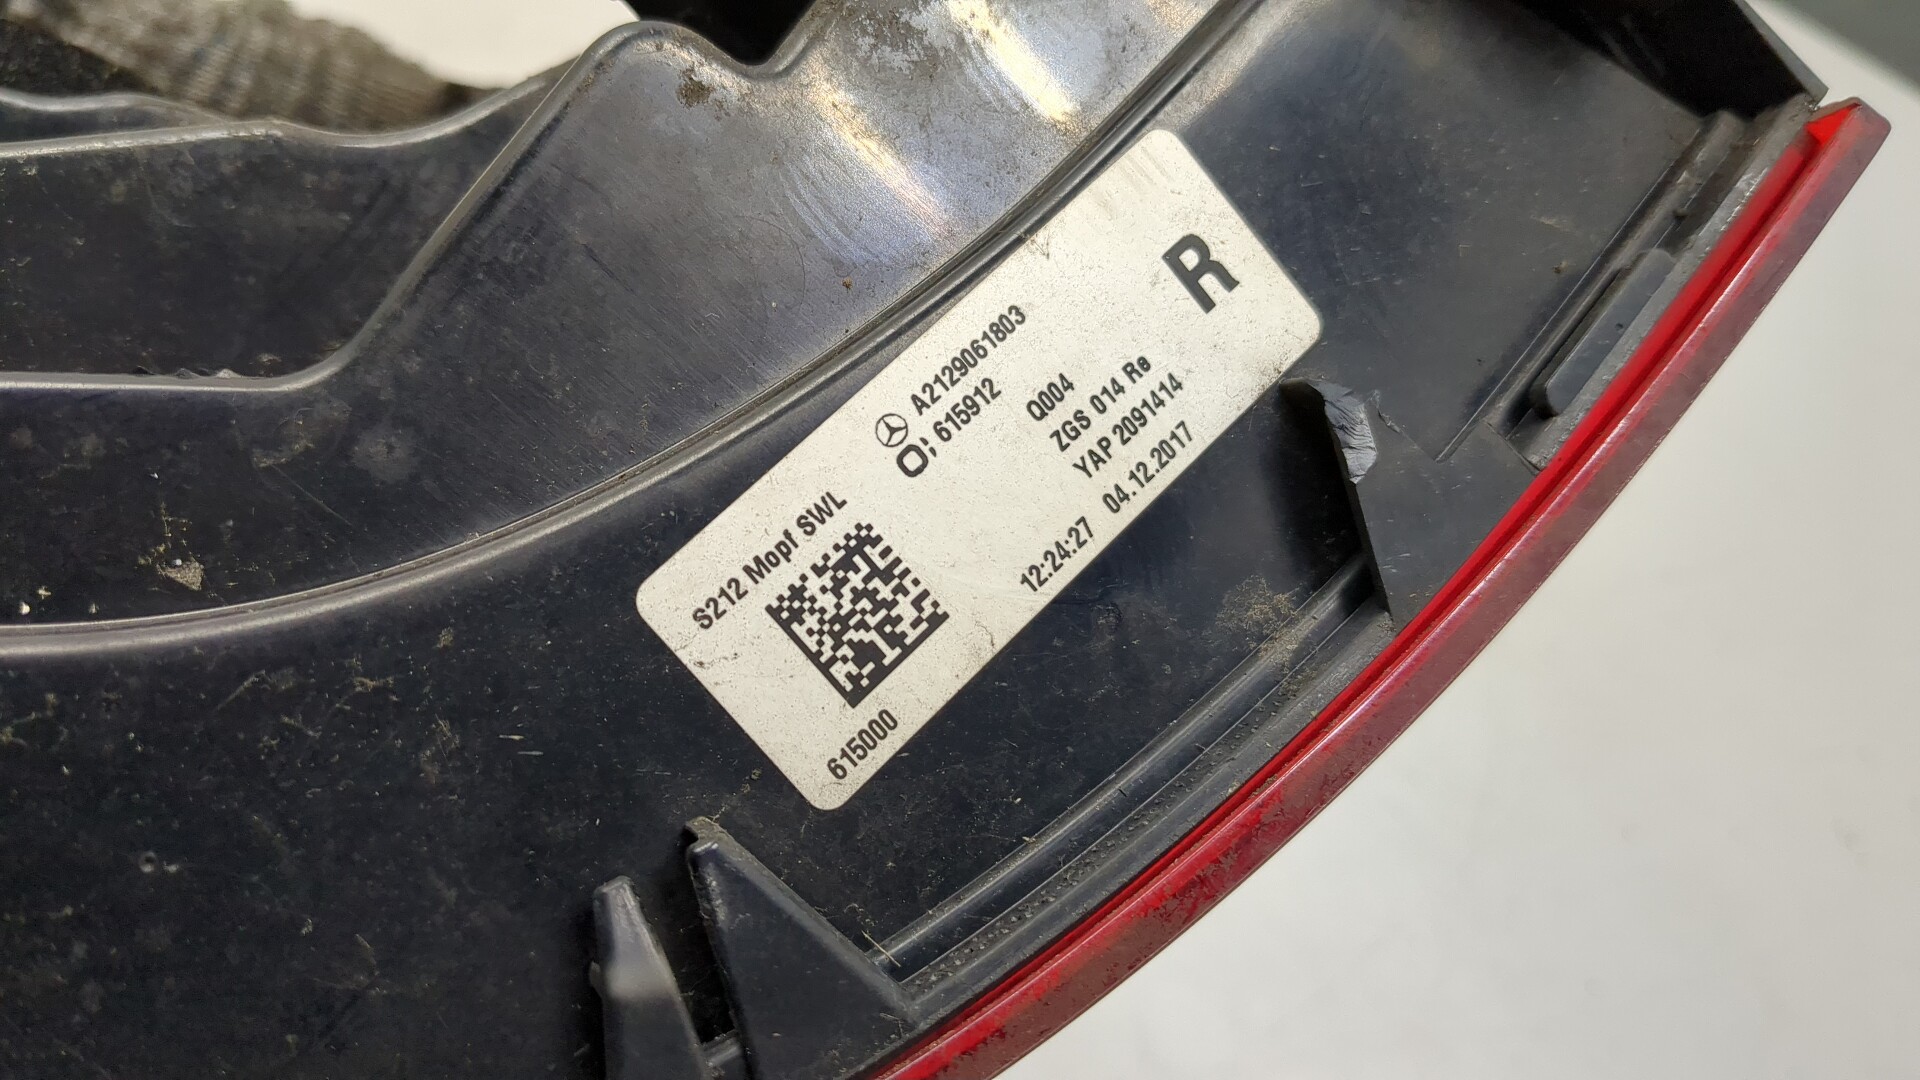 S212 Mopf SWL
A2129061803
615912
R
Q004
ZGS 014 Re
YAP 2091414
12:24:27 04.12.2017
615000